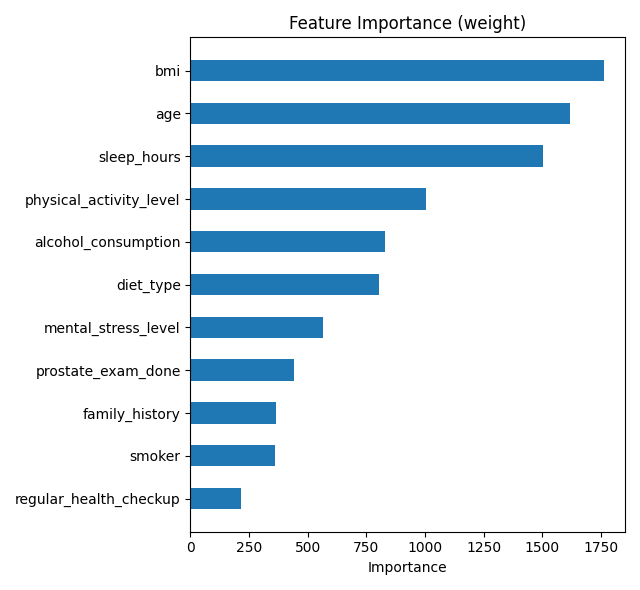 Feature Importance (weight)
bmi
age
sleep_hours
physical_activity_level
alcohol_consumption
diet_type
mental_stress_level
prostate_exam_done
family_history
smoker
regular_health_checkup
0 250 500 750 1000 1250 1500 1750
Importance